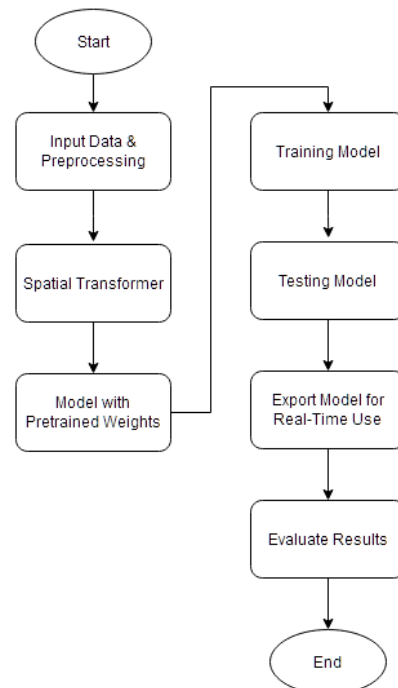 Start
Input Data &
Preprocessing
Spatial Transformer
Model with
Pretrained Weights
Training Model
Testing Model
Export Model for
Real-Time Use
Evaluate Results
End